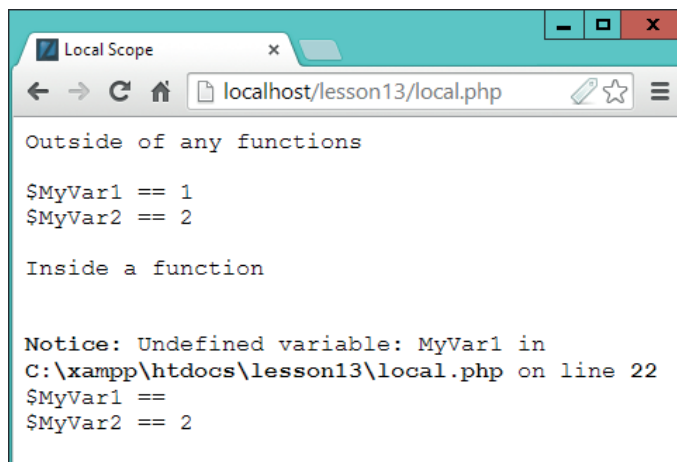 Local Scope
localhost/lesson13/local.php
Outside of any functions
$MyVar1 == 1
$MyVar2 == 2
Inside a function
Notice: Undefined variable: MyVar1 in
C:\xampp\htdocs\lesson13\local.php on line 22
$MyVar1 ==
$MyVar2 == 2